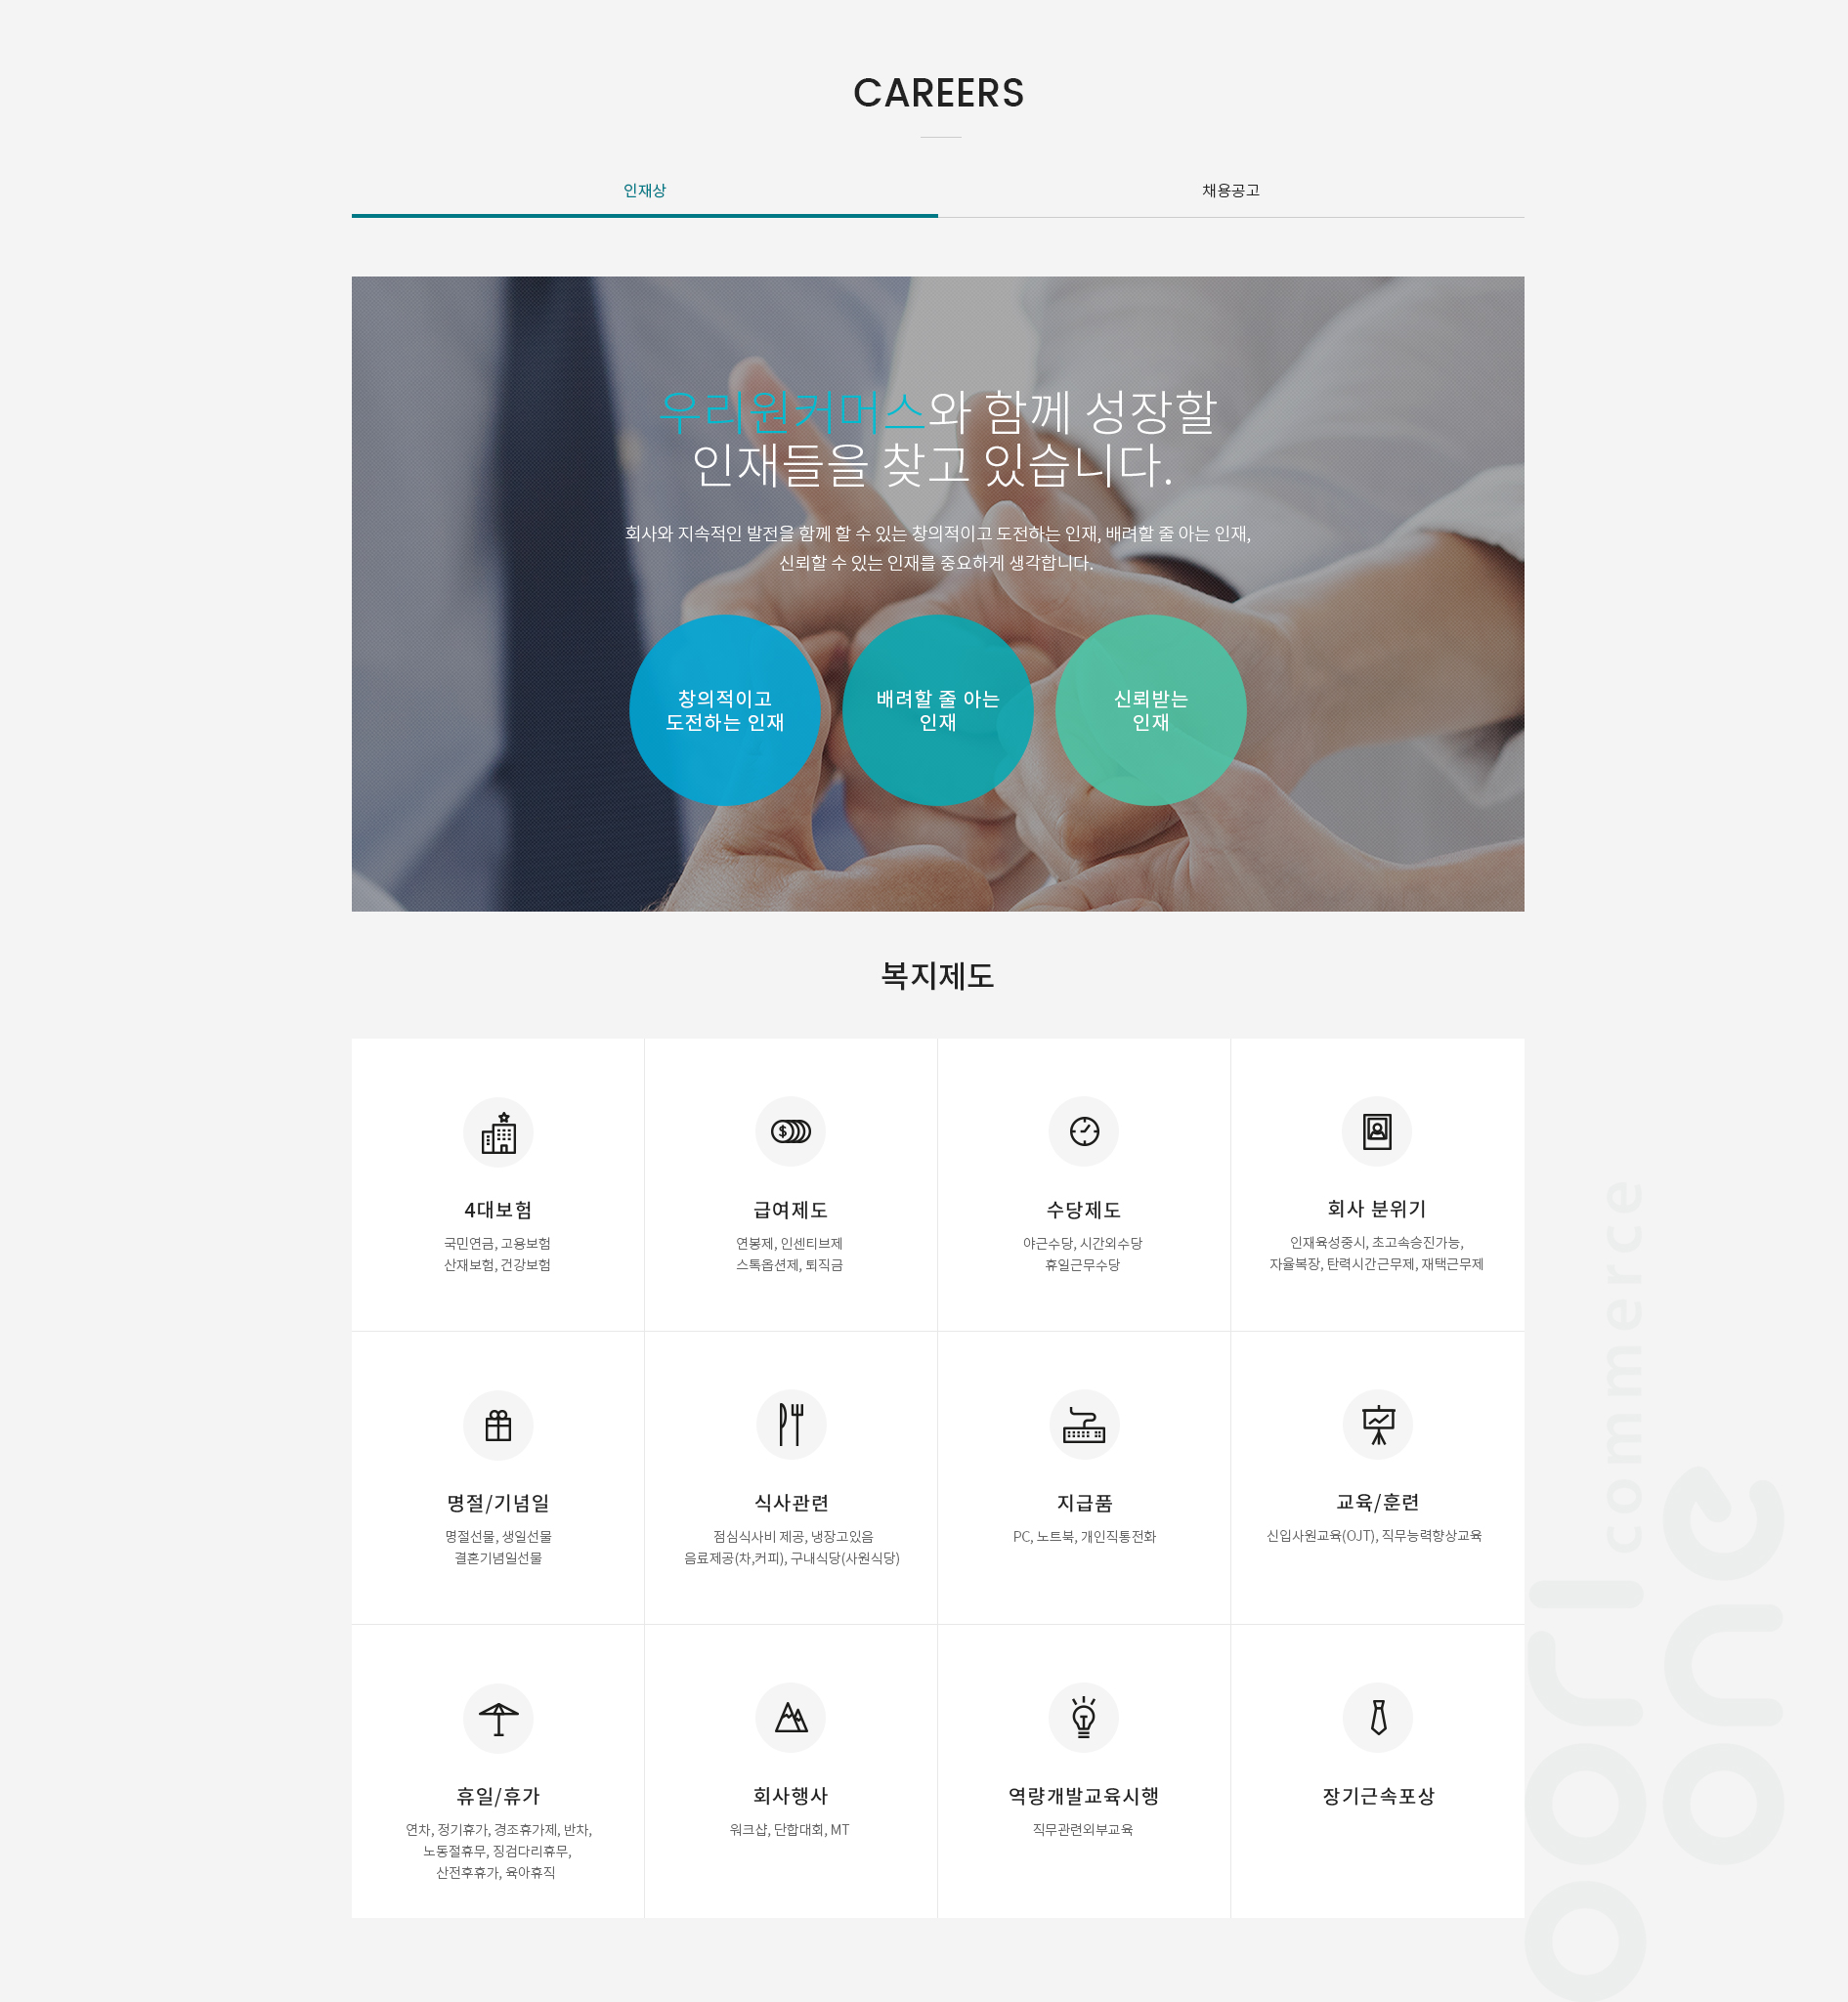 CAREERS
인재상
채용공고
우리원커머스와 함께 성장할
인재들을 찾고 있습니다.
회사와 지속적인 발전을 함께 할 수 있는 창의적이고 도전하는 인재, 배려할 줄 아는 인재,
신뢰할 수 있는 인재를 중요하게 생각합니다.
창의적이고
도전하는 인재
배려할 줄 아는
인재
신뢰받는
인재
복지제도
4대보험
국민연금, 고용보험
산재보험, 건강보험
급여제도
연봉제, 인센티브제
스톡옵션제, 퇴직금
수당제도
야근수당, 시간외수당
휴일근무수당
회사 분위기
인재육성중시, 초고속승진가능,
자율복장, 탄력시간근무제, 재택근무제
명절/기념일
명절선물, 생일선물
결혼기념일선물
식사관련
점심식사비 제공, 냉장고있음
음료제공(차,커피), 구내식당(사원식당)
지급품
PC, 노트북, 개인직통전화
교육/훈련
신입사원교육(OJT), 직무능력향상교육
휴일/휴가
연차, 정기휴가, 경조휴가제, 반차,
노동절휴무, 징검다리휴무,
산전후휴가, 육아휴직
회사행사
워크샵, 단합대회, MT
역량개발교육시행
직무관련외부교육
장기근속포상
oori
one
commerce